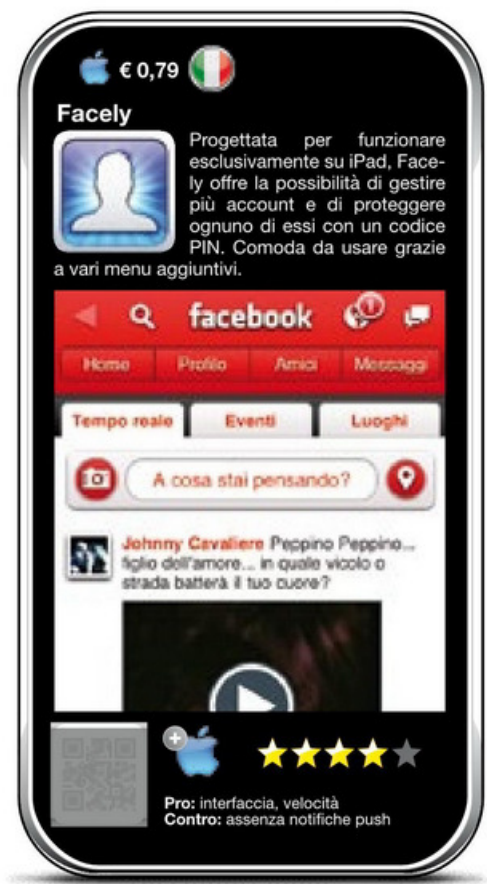 € 0,79
Facely
Progettata per funzionare
esclusivamente su iPad, Face-
ly offre la possibilità di gestire
più account e di proteggere
ognuno di essi con un codice
PIN. Comoda da usare grazie
a vari menu aggiuntivi.
facebook 1
Home Profilo Amici Messaggi
Tempo reale Eventi Luoghi
A cosa stai pensando?
Johnny Cavaliere Peppino Peppino...
figlio dell'amore... in quale vicolo o
strada batterà il tuo cuore?
Pro: interfaccia, velocità
Contro: assenza notifiche push